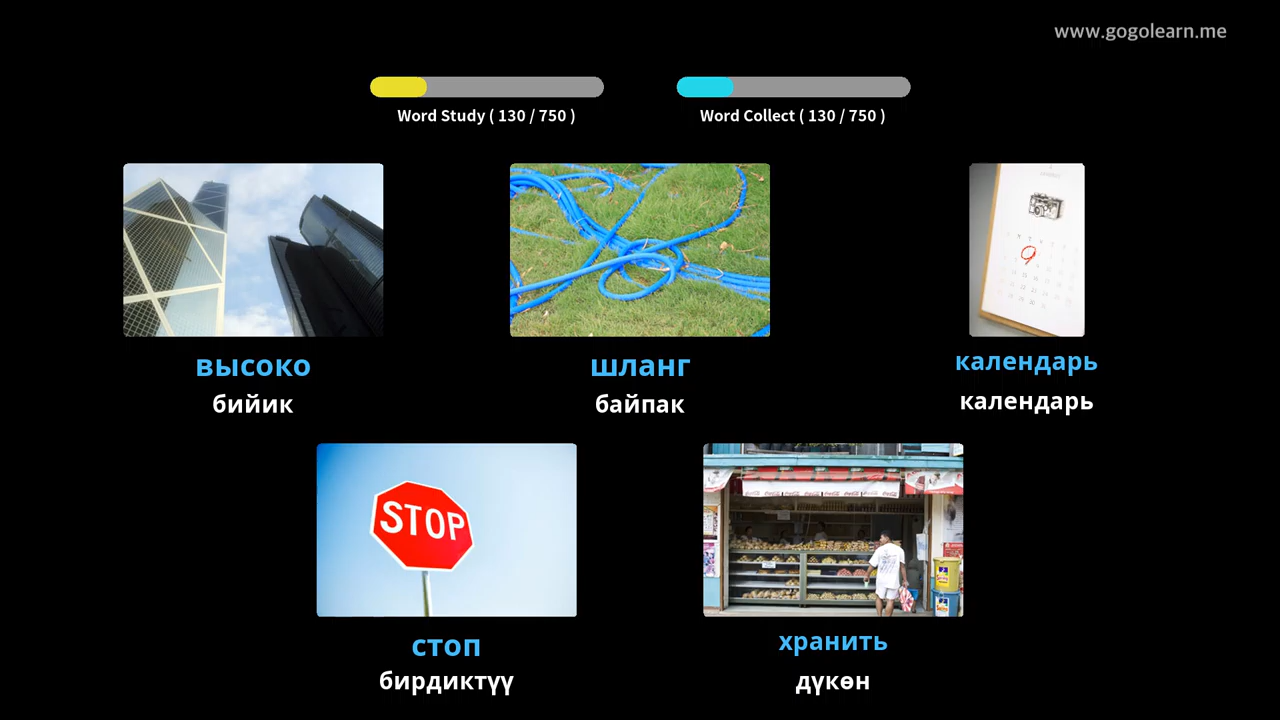 www.gogolearn.me
Word Study ( 130 / 750 )
Word Collect ( 130 / 750 )
высоко
бийик
шланг
байпак
календарь
календарь
STOP
стоп
бирдиктүү
хранить
дүкөн